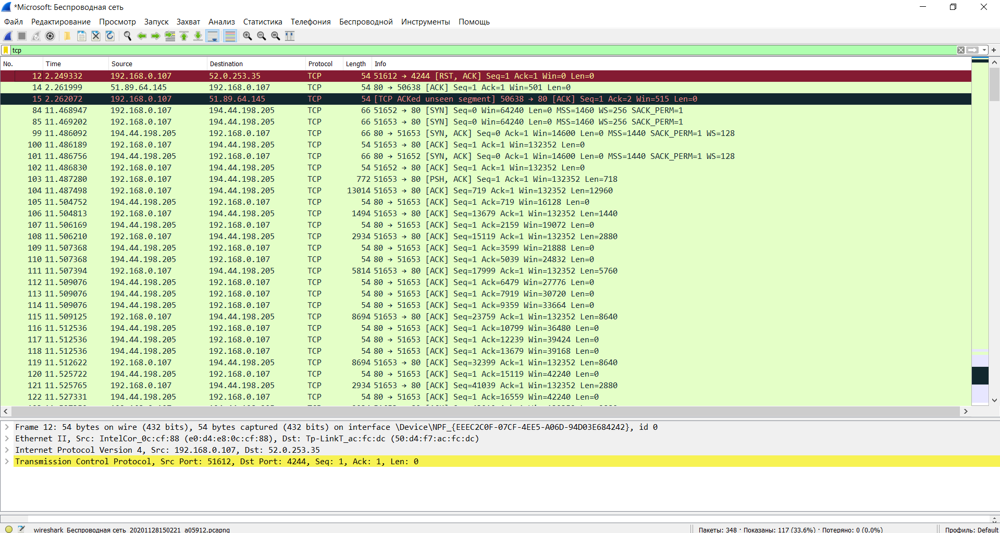 *Microsoft: Беспроводная сеть
Файл Редактирование Просмотр Запуск Захват Анализ Статистика Телефония Беспроводной Инструменты Помощь
tcp
No. Time Source Destination Protocol Length Info
12 2.249332 192.168.0.107 52.0.253.35 TCP 54 51612 → 4244 [RST, ACK] Seq=1 Ack=1 Win=0 Len=0
14 2.261999 51.89.64.145 192.168.0.107 TCP 54 80 → 50638 [ACK] Seq=1 Ack=1 Win=501 Len=0
15 2.262072 192.168.0.107 51.89.64.145 TCP 54 [TCP ACKed unseen segment] 50638 → 80 [ACK] Seq=1 Ack=2 Win=515 Len=0
84 11.468947 192.168.0.107 194.44.198.205 TCP 66 51652 → 80 [SYN] Seq=0 Win=64240 Len=0 MSS=1460 WS=256 SACK_PERM=1
85 11.469202 192.168.0.107 194.44.198.205 TCP 66 51653 → 80 [SYN] Seq=0 Win=64240 Len=0 MSS=1460 WS=256 SACK_PERM=1
99 11.486092 194.44.198.205 192.168.0.107 TCP 66 80 → 51653 [SYN, ACK] Seq=0 Ack=1 Win=14600 Len=0 MSS=1440 SACK_PERM=1 WS=128
100 11.486189 192.168.0.107 194.44.198.205 TCP 54 51653 → 80 [ACK] Seq=1 Ack=1 Win=132352 Len=0
101 11.486756 194.44.198.205 192.168.0.107 TCP 66 80 → 51652 [SYN, ACK] Seq=0 Ack=1 Win=14600 Len=0 MSS=1440 SACK_PERM=1 WS=128
102 11.486830 192.168.0.107 194.44.198.205 TCP 54 51652 → 80 [ACK] Seq=1 Ack=1 Win=132352 Len=0
103 11.487280 192.168.0.107 194.44.198.205 TCP 772 51653 → 80 [PSH, ACK] Seq=1 Ack=1 Win=132352 Len=718
104 11.487498 192.168.0.107 194.44.198.205 TCP 13014 51653 → 80 [ACK] Seq=719 Ack=1 Win=132352 Len=12960
105 11.504752 194.44.198.205 192.168.0.107 TCP 54 80 → 51653 [ACK] Seq=1 Ack=719 Win=16128 Len=0
106 11.504813 192.168.0.107 194.44.198.205 TCP 1494 51653 → 80 [ACK] Seq=13679 Ack=1 Win=132352 Len=1440
107 11.506169 194.44.198.205 192.168.0.107 TCP 54 80 → 51653 [ACK] Seq=1 Ack=2159 Win=19072 Len=0
108 11.506210 192.168.0.107 194.44.198.205 TCP 2934 51653 → 80 [ACK] Seq=15119 Ack=1 Win=132352 Len=2880
109 11.507368 194.44.198.205 192.168.0.107 TCP 54 80 → 51653 [ACK] Seq=1 Ack=3599 Win=21888 Len=0
110 11.507368 194.44.198.205 192.168.0.107 TCP 54 80 → 51653 [ACK] Seq=1 Ack=5039 Win=24832 Len=0
111 11.507394 192.168.0.107 194.44.198.205 TCP 5814 51653 → 80 [ACK] Seq=17999 Ack=1 Win=132352 Len=5760
112 11.509076 194.44.198.205 192.168.0.107 TCP 54 80 → 51653 [ACK] Seq=1 Ack=6479 Win=27776 Len=0
113 11.509076 194.44.198.205 192.168.0.107 TCP 54 80 → 51653 [ACK] Seq=1 Ack=7919 Win=30720 Len=0
114 11.509076 194.44.198.205 192.168.0.107 TCP 54 80 → 51653 [ACK] Seq=1 Ack=9359 Win=33664 Len=0
115 11.509125 192.168.0.107 194.44.198.205 TCP 8694 51653 → 80 [ACK] Seq=23759 Ack=1 Win=132352 Len=8640
116 11.512536 194.44.198.205 192.168.0.107 TCP 54 80 → 51653 [ACK] Seq=1 Ack=10799 Win=36480 Len=0
117 11.512536 194.44.198.205 192.168.0.107 TCP 54 80 → 51653 [ACK] Seq=1 Ack=12239 Win=39424 Len=0
118 11.512536 194.44.198.205 192.168.0.107 TCP 54 80 → 51653 [ACK] Seq=1 Ack=13679 Win=39168 Len=0
119 11.512622 192.168.0.107 194.44.198.205 TCP 8694 51653 → 80 [ACK] Seq=32399 Ack=1 Win=132352 Len=8640
120 11.525722 194.44.198.205 192.168.0.107 TCP 54 80 → 51653 [ACK] Seq=1 Ack=15119 Win=42240 Len=0
121 11.525765 192.168.0.107 194.44.198.205 TCP 2934 51653 → 80 [ACK] Seq=41039 Ack=1 Win=132352 Len=2880
122 11.527331 194.44.198.205 192.168.0.107 TCP 54 80 → 51653 [ACK] Seq=1 Ack=16559 Win=42240 Len=0
Frame 12: 54 bytes on wire (432 bits), 54 bytes captured (432 bits) on interface \Device\NPF_{EEEC2C0F-07CF-4EE5-A06D-94D03E684242}, id 0
Ethernet II, Src: IntelCor_0c:cf:88 (e0:d4:e8:0c:cf:88), Dst: Tp-LinkT_ac:fc:dc (50:d4:f7:ac:fc:dc)
Internet Protocol Version 4, Src: 192.168.0.107, Dst: 52.0.253.35
Transmission Control Protocol, Src Port: 51612, Dst Port: 4244, Seq: 1, Ack: 1, Len: 0
wireshark_Беспроводная сеть_20201128150221_a05912.pcapng Пакеты: 348 · Показаны: 117 (33.6%) · Потеряно: 0 (0.0%) Профиль: Default